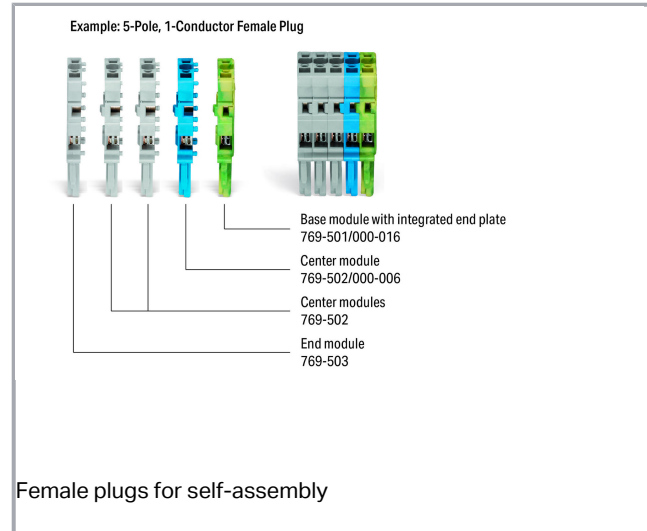 Example: 5-Pole, 1-Conductor Female Plug
Base module with integrated end plate
769-501/000-016
Center module
769-502/000-006
Center modules
769-502
End module
769-503
Female plugs for self-assembly